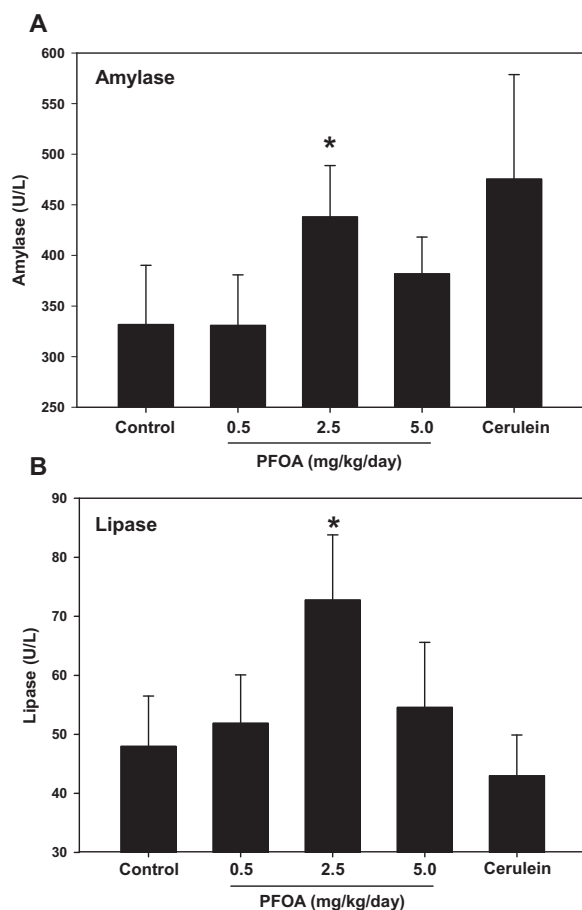 A
Amylase
Amylase (U/L)
600
550
500
450
400
350
300
250
*
Control 0.5 2.5 5.0 Cerulein
PFOA (mg/kg/day)
B
Lipase
Lipase (U/L)
90
80
70
60
50
40
30
*
Control 0.5 2.5 5.0 Cerulein
PFOA (mg/kg/day)